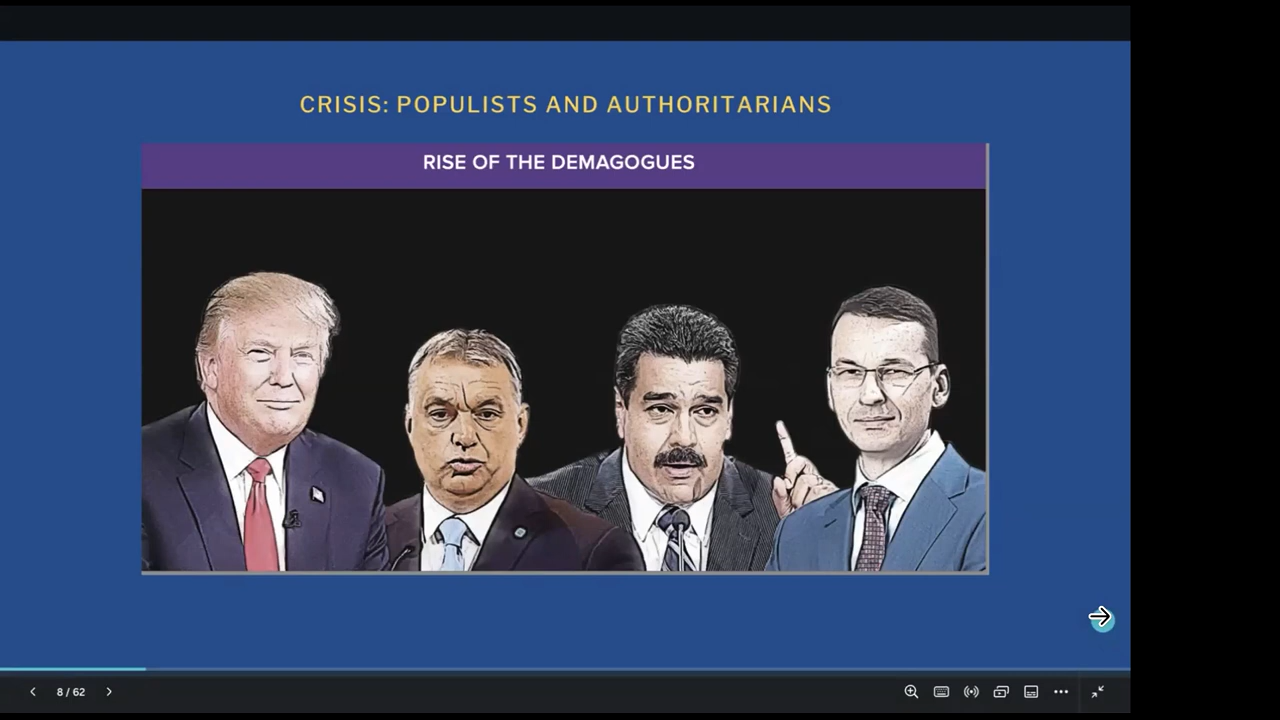 CRISIS: POPULISTS AND AUTHORITARIANS
RISE OF THE DEMAGOGUES
8 / 62